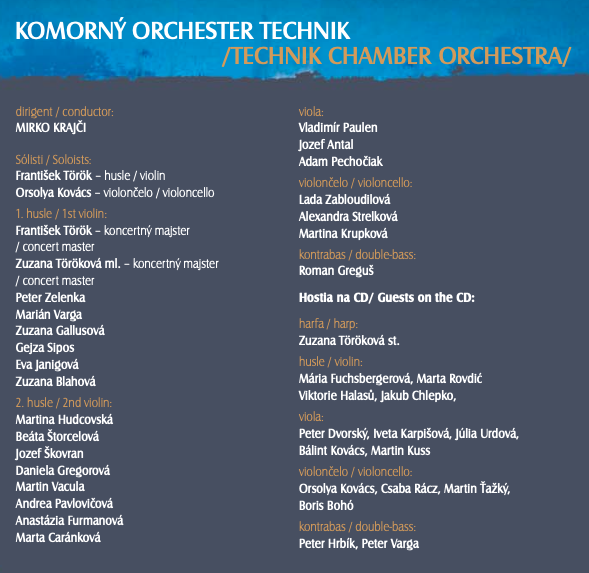 KOMORNÝ ORCHESTER TECHNIK
/TECHNIK CHAMBER ORCHESTRA/
dirigent / conductor:
MIRKO KRAJČI
Sólisti / Soloists:
František Török – husle / violin
Orsolya Kovács – violončelo / violoncello
1. husle / 1st violin:
František Török – koncertný majster
/ concert master
Zuzana Töröková ml. – koncertný majster
/ concert master
Peter Zelenka
Marián Varga
Zuzana Gallusová
Gejza Sipos
Eva Janigová
Zuzana Blahová
2. husle / 2nd violin:
Martina Hudcovská
Beáta Štorcelová
Jozef Škovran
Daniela Gregorová
Martin Vacula
Andrea Pavlovičová
Anastázia Furmanová
Marta Caránková
viola:
Vladimír Paulen
Jozef Antal
Adam Pechočiak
violončelo / violoncello:
Lada Zabloudilová
Alexandra Strelková
Martina Krupková
kontrabas / double-bass:
Roman Greguš
Hostia na CD/ Guests on the CD:
harfa / harp:
Zuzana Töröková st.
husle / violin:
Mária Fuchsbergerová, Marta Rovdić
Viktorie Halasů, Jakub Chlepko,
viola:
Peter Dvorský, Iveta Karpišová, Júlia Urdová,
Bálint Kovács, Martin Kuss
violončelo / violoncello:
Orsolya Kovács, Csaba Rácz, Martin Ťažký,
Boris Bohó
kontrabas / double-bass:
Peter Hrbík, Peter Varga